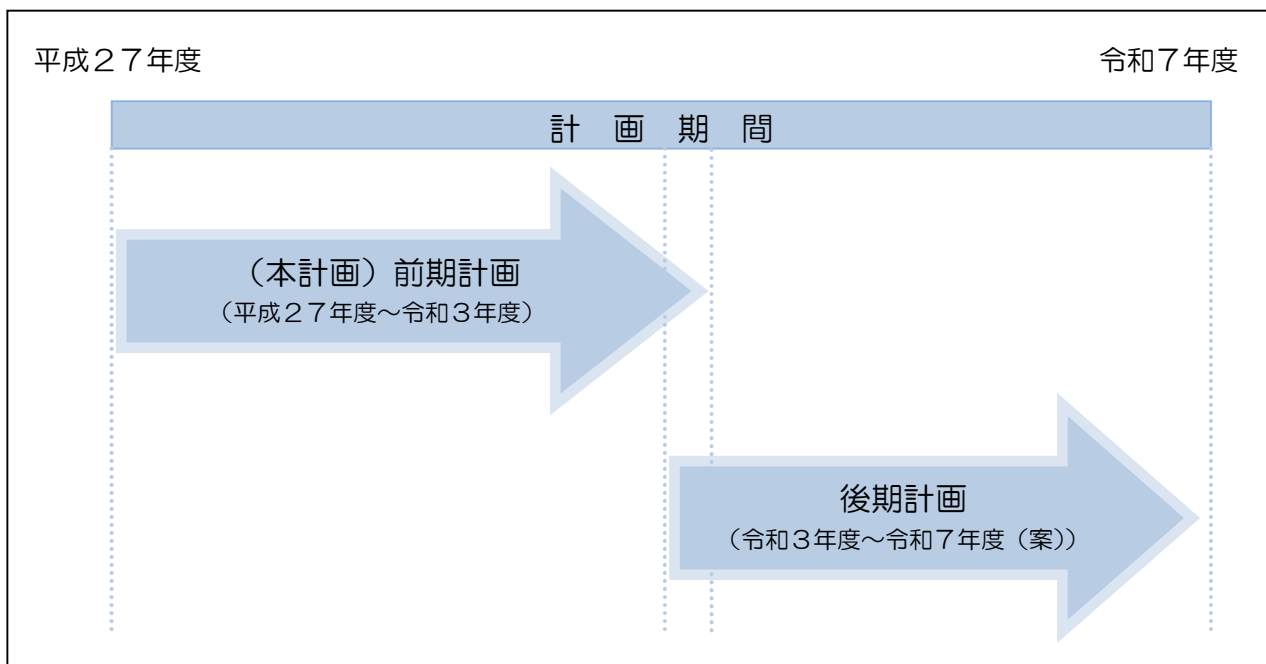 平成２７年度
令和７年度
計　画　期　間
（本計画）前期計画
（平成２７年度～令和３年度）
後期計画
（令和３年度～令和７年度（案））